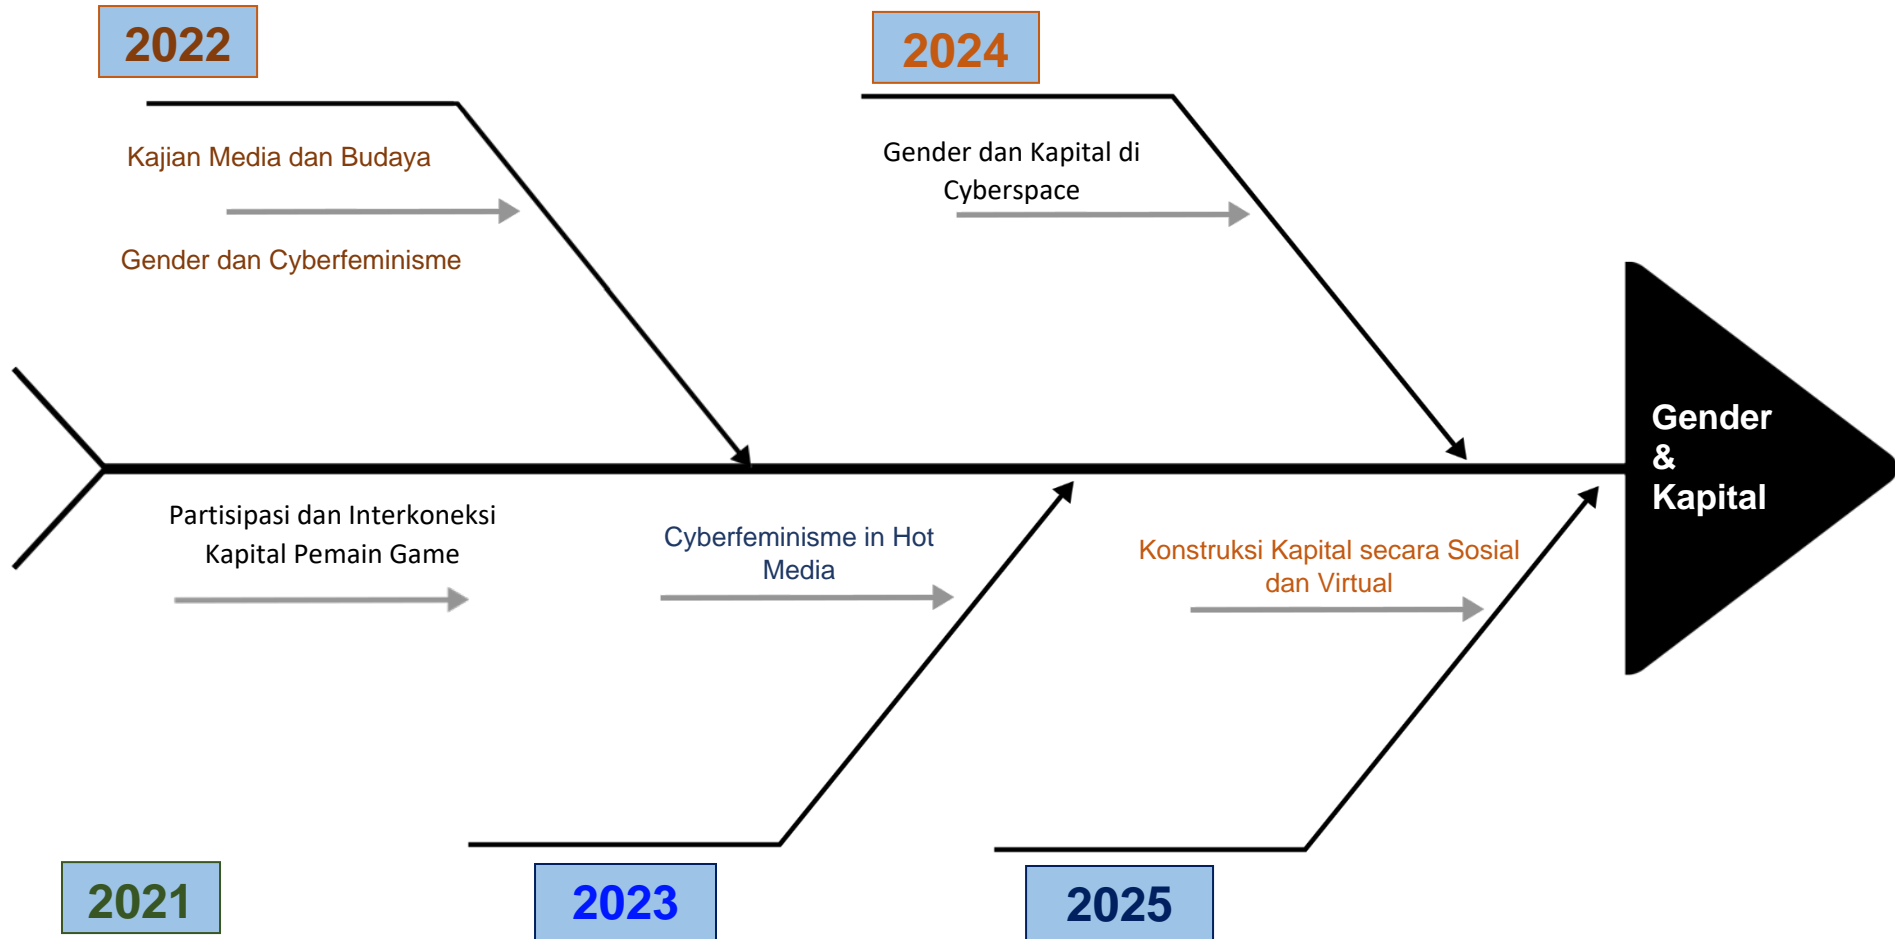 2022
2024
Kajian Media dan Budaya
Gender dan Cyberfeminisme
Gender dan Kapital di
Cyberspace
Gender
&
Kapital
Partisipasi dan Interkoneksi
Kapital Pemain Game
Cyberfeminisme in Hot
Media
Konstruksi Kapital secara Sosial
dan Virtual
2021
2023
2025